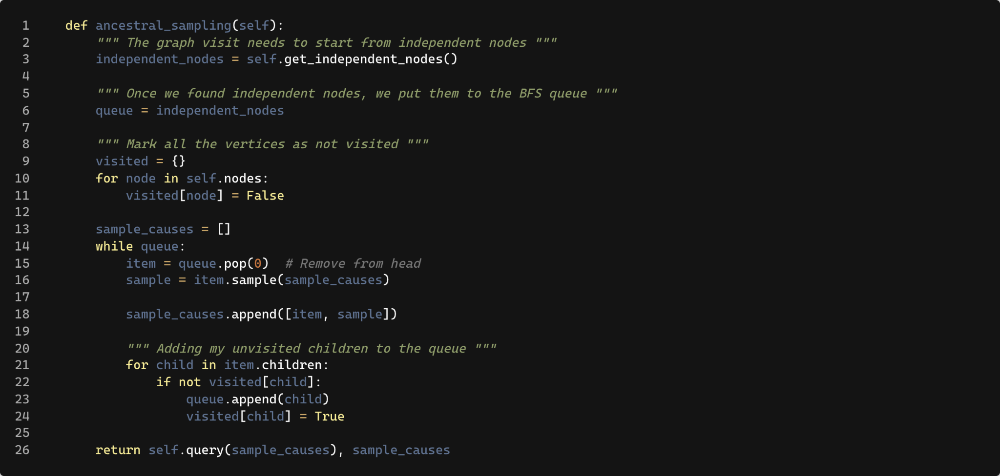 1 def ancestral_sampling(self):
2 """ The graph visit needs to start from independent nodes """
3 independent_nodes = self.get_independent_nodes()
4
5 """ Once we found independent nodes, we put them to the BFS queue """
6 queue = independent_nodes
7
8 """ Mark all the vertices as not visited """
9 visited = {}
10 for node in self.nodes:
11 visited[node] = False
12
13 sample_causes = []
14 while queue:
15 item = queue.pop(0)  # Remove from head
16 sample = item.sample(sample_causes)
17
18 sample_causes.append([item, sample])
19
20 """ Adding my unvisited children to the queue """
21 for child in item.children:
22 if not visited[child]:
23 queue.append(child)
24 visited[child] = True
25
26 return self.query(sample_causes), sample_causes